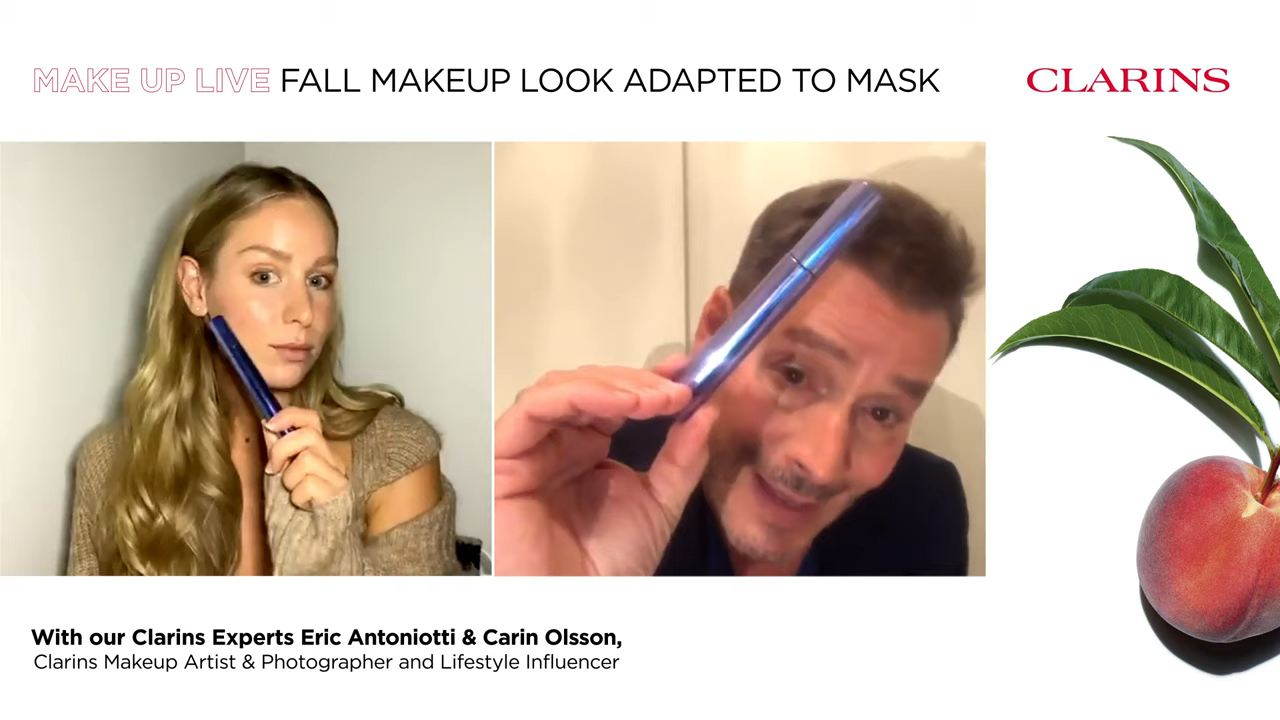 MAKE UP LIVE FALL MAKEUP LOOK ADAPTED TO MASK
CLARINS
With our Clarins Experts Eric Antoniotti & Carin Olsson,
Clarins Makeup Artist & Photographer and Lifestyle Influencer